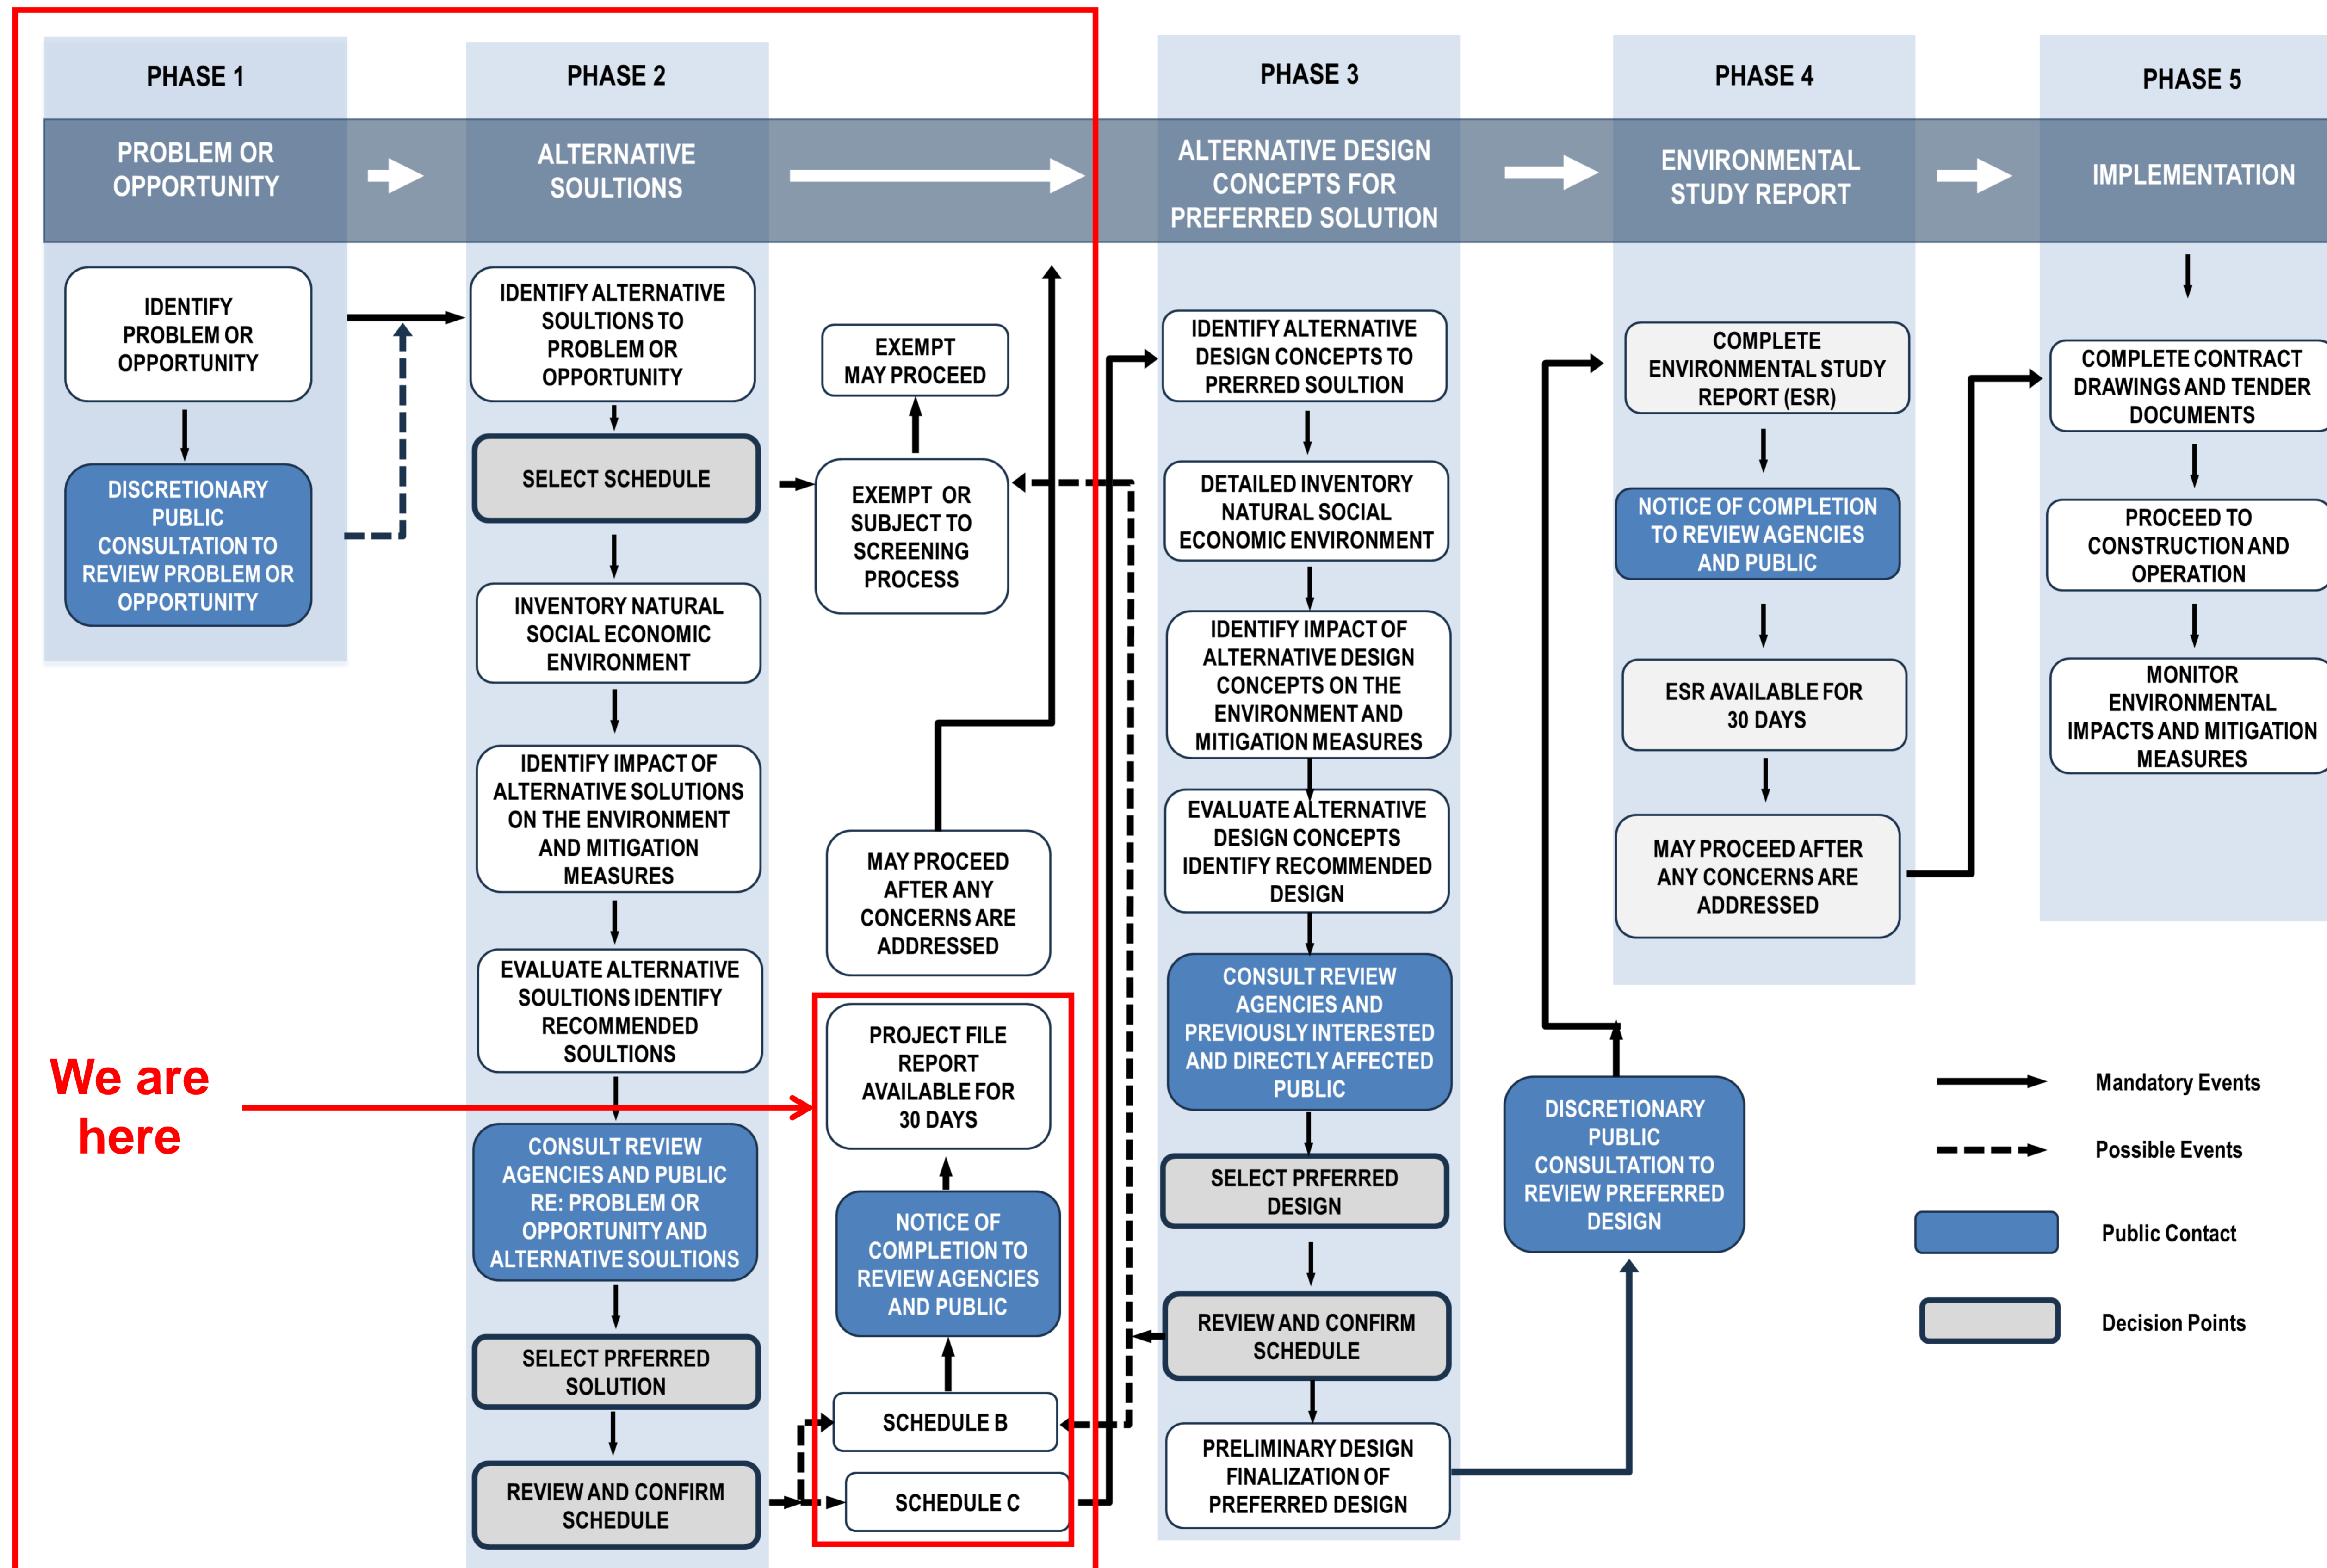 PHASE 1
PROBLEM OR
OPPORTUNITY
IDENTIFY
PROBLEM OR
OPPORTUNITY
DISCRETIONARY
PUBLIC
CONSULTATION TO
REVIEW PROBLEM OR
OPPORTUNITY
We are
here
PHASE 2
ALTERNATIVE
SOULTIONS
IDENTIFY ALTERNATIVE
SOULTIONS TO
PROBLEM OR
OPPORTUNITY
SELECT SCHEDULE
INVENTORY NATURAL
SOCIAL ECONOMIC
ENVIRONMENT
IDENTIFY IMPACT OF
ALTERNATIVE SOLUTIONS
ON THE ENVIRONMENT
AND MITIGATION
MEASURES
EVALUATE ALTERNATIVE
SOULTIONS IDENTIFY
RECOMMENDED
SOULTIONS
CONSULT REVIEW
AGENCIES AND PUBLIC
RE: PROBLEM OR
OPPORTUNITY AND
ALTERNATIVE SOULTIONS
SELECT PRFERRED
SOLUTION
REVIEW AND CONFIRM
SCHEDULE
EXEMPT
MAY PROCEED
EXEMPT OR
SUBJECT TO
SCREENING
PROCESS
MAY PROCEED
AFTER ANY
CONCERNS ARE
ADDRESSED
PROJECT FILE
REPORT
AVAILABLE FOR
30 DAYS
NOTICE OF
COMPLETION TO
REVIEW AGENCIES
AND PUBLIC
SCHEDULE B
SCHEDULE C
PHASE 3
ALTERNATIVE DESIGN
CONCEPTS FOR
PREFERRED SOLUTION
IDENTIFY ALTERNATIVE
DESIGN CONCEPTS TO
PRERRED SOULTION
DETAILED INVENTORY
NATURAL SOCIAL
ECONOMIC ENVIRONMENT
IDENTIFY IMPACT OF
ALTERNATIVE DESIGN
CONCEPTS ON THE
ENVIRONMENT AND
MITIGATION MEASURES
EVALUATE ALTERNATIVE
DESIGN CONCEPTS
IDENTIFY RECOMMENDED
DESIGN
CONSULT REVIEW
AGENCIES AND
PREVIOUSLY INTERESTED
AND DIRECTLY AFFECTED
PUBLIC
SELECT PRFERRED
DESIGN
REVIEW AND CONFIRM
SCHEDULE
PRELIMINARY DESIGN
FINALIZATION OF
PREFERRED DESIGN
PHASE 4
ENVIRONMENTAL
STUDY REPORT
COMPLETE
ENVIRONMENTAL STUDY
REPORT (ESR)
NOTICE OF COMPLETION
TO REVIEW AGENCIES
AND PUBLIC
ESR AVAILABLE FOR
30 DAYS
MAY PROCEED AFTER
ANY CONCERNS ARE
ADDRESSED
DISCRETIONARY
PUBLIC
CONSULTATION TO
REVIEW PREFERRED
DESIGN
PHASE 5
IMPLEMENTATION
COMPLETE CONTRACT
DRAWINGS AND TENDER
DOCUMENTS
PROCEED TO
CONSTRUCTION AND
OPERATION
MONITOR
ENVIRONMENTAL
IMPACTS AND MITIGATION
MEASURES
Mandatory Events
Possible Events
Public Contact
Decision Points